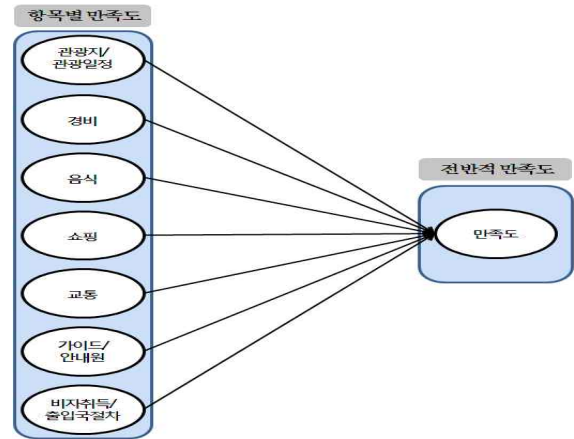 항목별 만족도
관광지/
관광일정
경비
음식
쇼핑
교통
가이드/
안내원
비자취득/
출입국절차
전반적 만족도
만족도